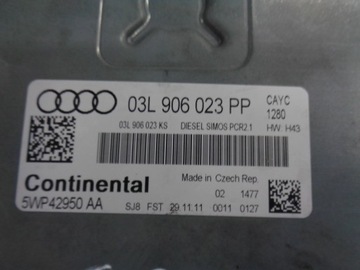 03L 906 023 PP
CAYC
1280
03L 906 023 KS DIESEL SIMOS PCR2.1 HW: H43
Continental
Made in Czech Rep.
5WP42950 AA
02 1477
SJ8 FST 29.11.11 0011 0127